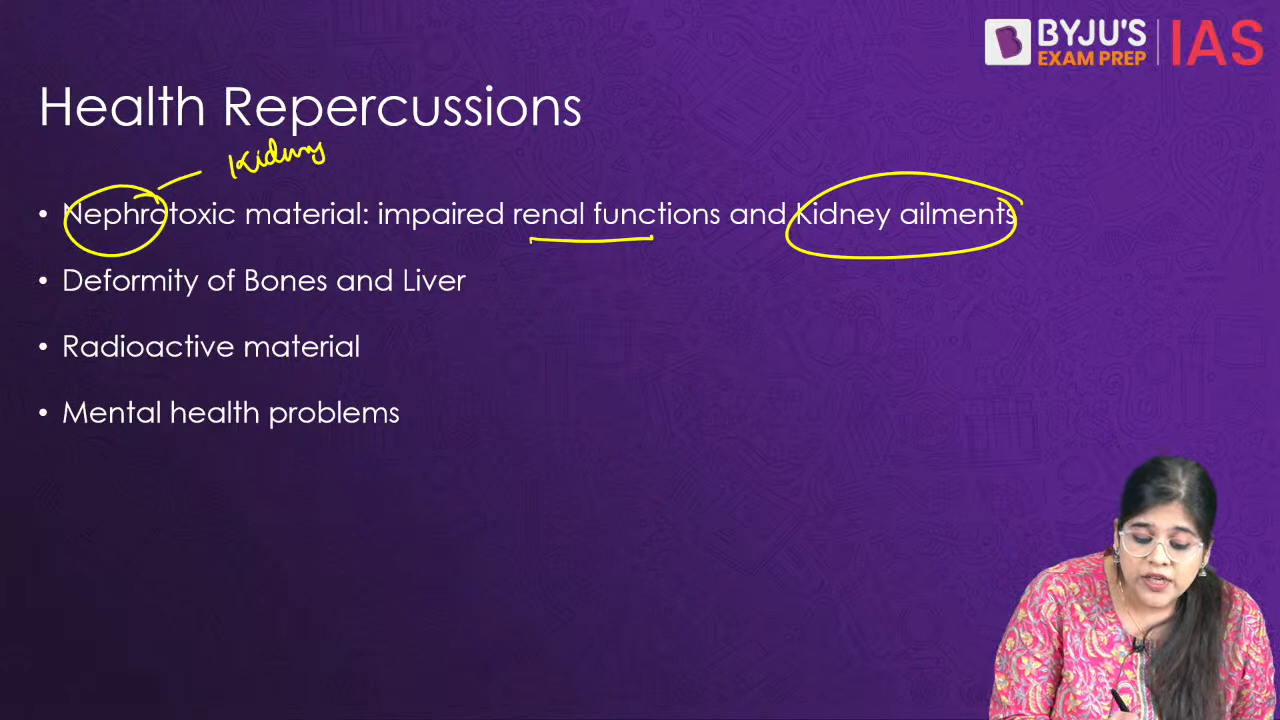 BYJU'S
EXAM PREP
IAS
Health Repercussions
Kidney
• Nephrotoxic material: impaired renal functions and Kidney ailments
• Deformity of Bones and Liver
• Radioactive material
• Mental health problems